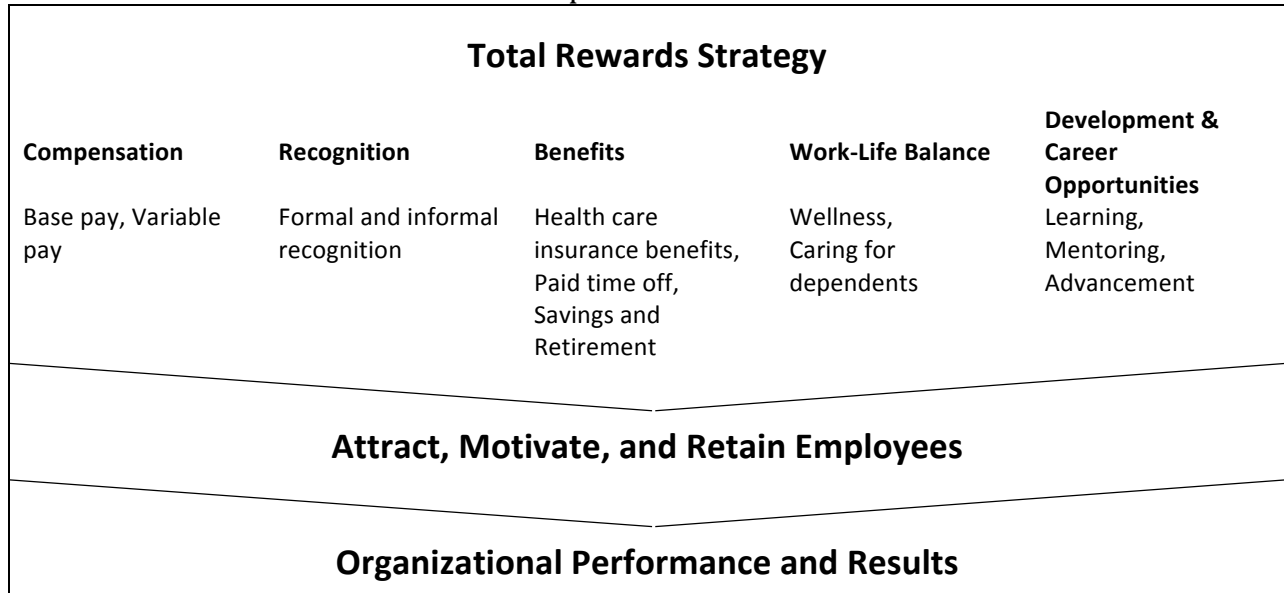 Total Rewards Strategy
Compensation
Base pay, Variable
pay
Recognition
Formal and informal
recognition
Benefits
Health care
insurance benefits,
Paid time off,
Savings and
Retirement
Work-Life Balance
Wellness,
Caring for
dependents
Development &
Career
Opportunities
Learning,
Mentoring,
Advancement
Attract, Motivate, and Retain Employees
Organizational Performance and Results